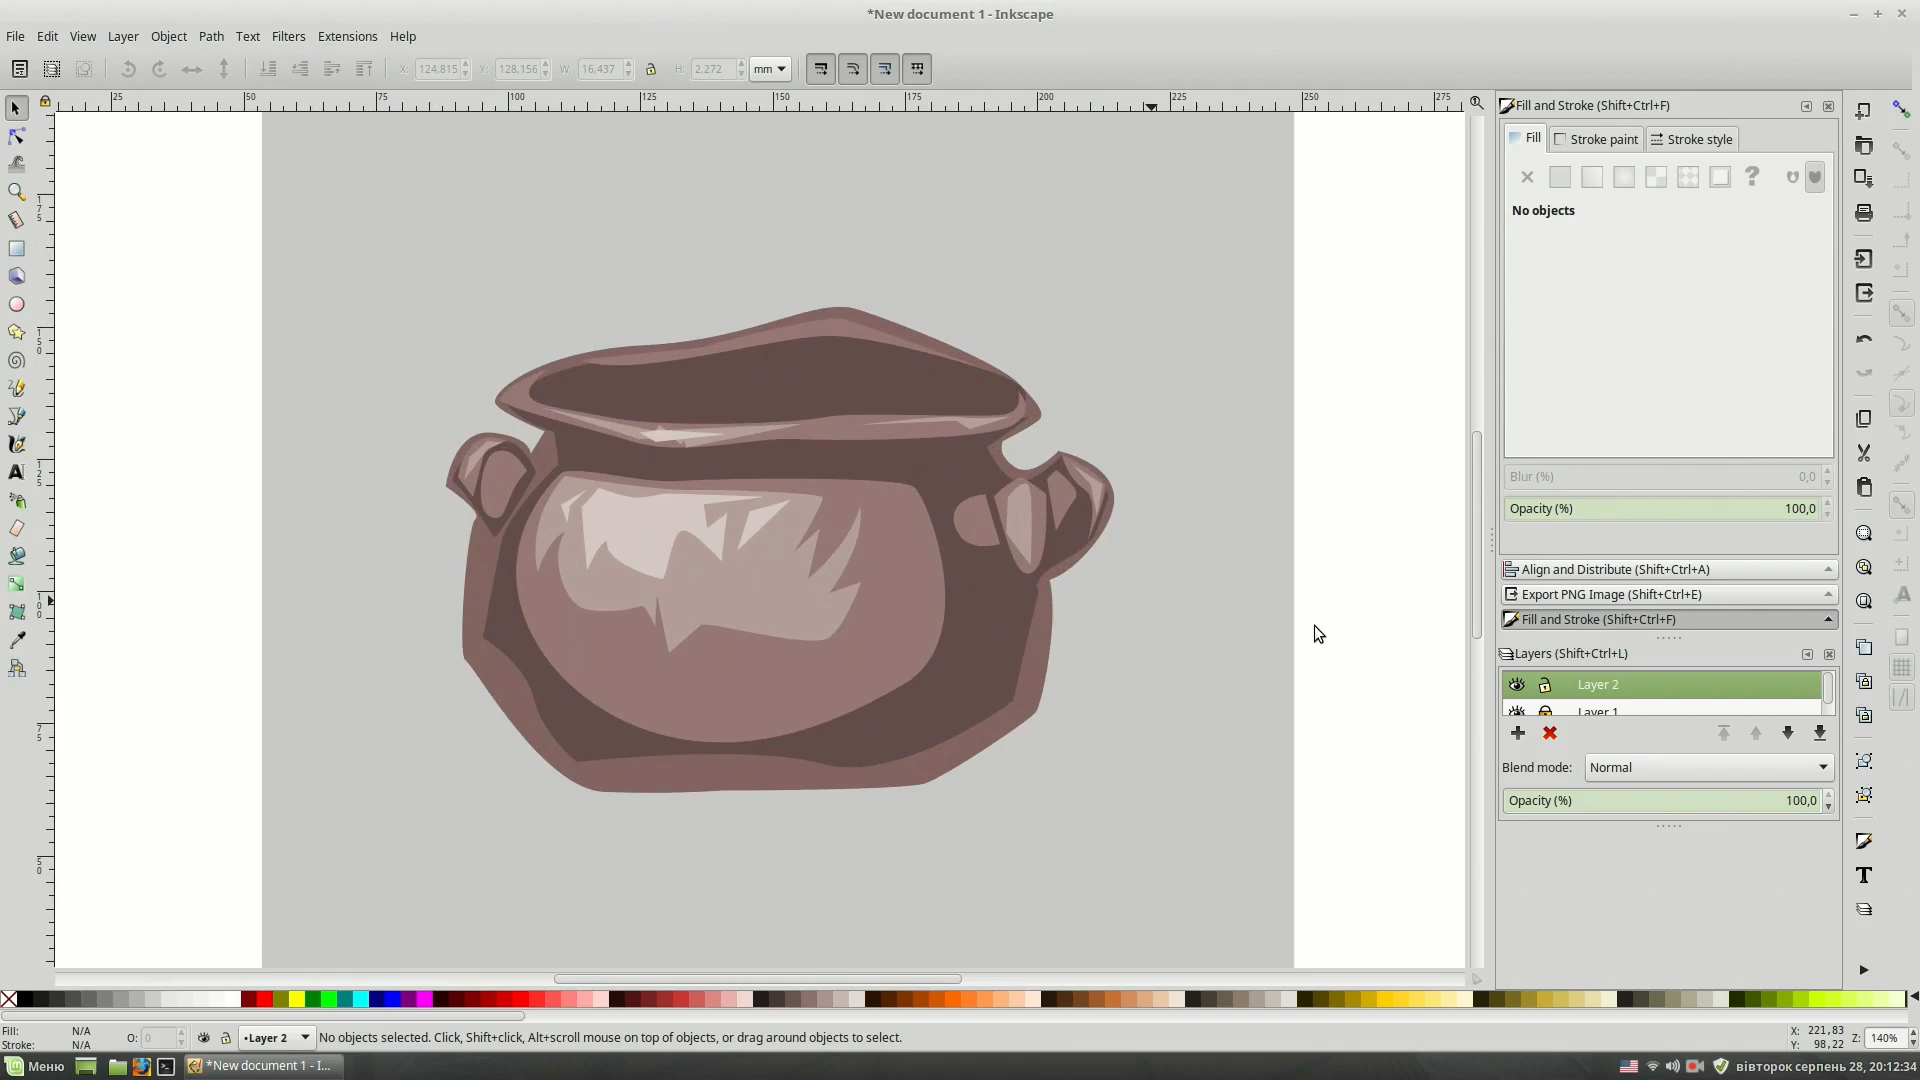 *New document 1 - Inkscape
File Edit View Layer Object Path Text Filters Extensions Help
X: 124,815 Y: 128,156 W: 16,437 H: 2,272 mm
25 50 75 100 125 150 175 200 225 250 275
175
150
125
100
75
50
Fill and Stroke (Shift+Ctrl+F)
Fill Stroke paint Stroke style
No objects
Blur (%) 0,0
Opacity (%) 100,0
Align and Distribute (Shift+Ctrl+A)
Export PNG Image (Shift+Ctrl+E)
Fill and Stroke (Shift+Ctrl+F)
Layers (Shift+Ctrl+L)
Layer 2
Layer 1
Blend mode: Normal
Opacity (%) 100,0
Fill: N/A
Stroke: N/A
O: 0
•Layer 2
No objects selected. Click, Shift+click, Alt+scroll mouse on top of objects, or drag around objects to select.
X: 221,83
Y: 98,22
Z: 140%
Меню *New document 1 - I... вівторок серпень 28, 20:12:34